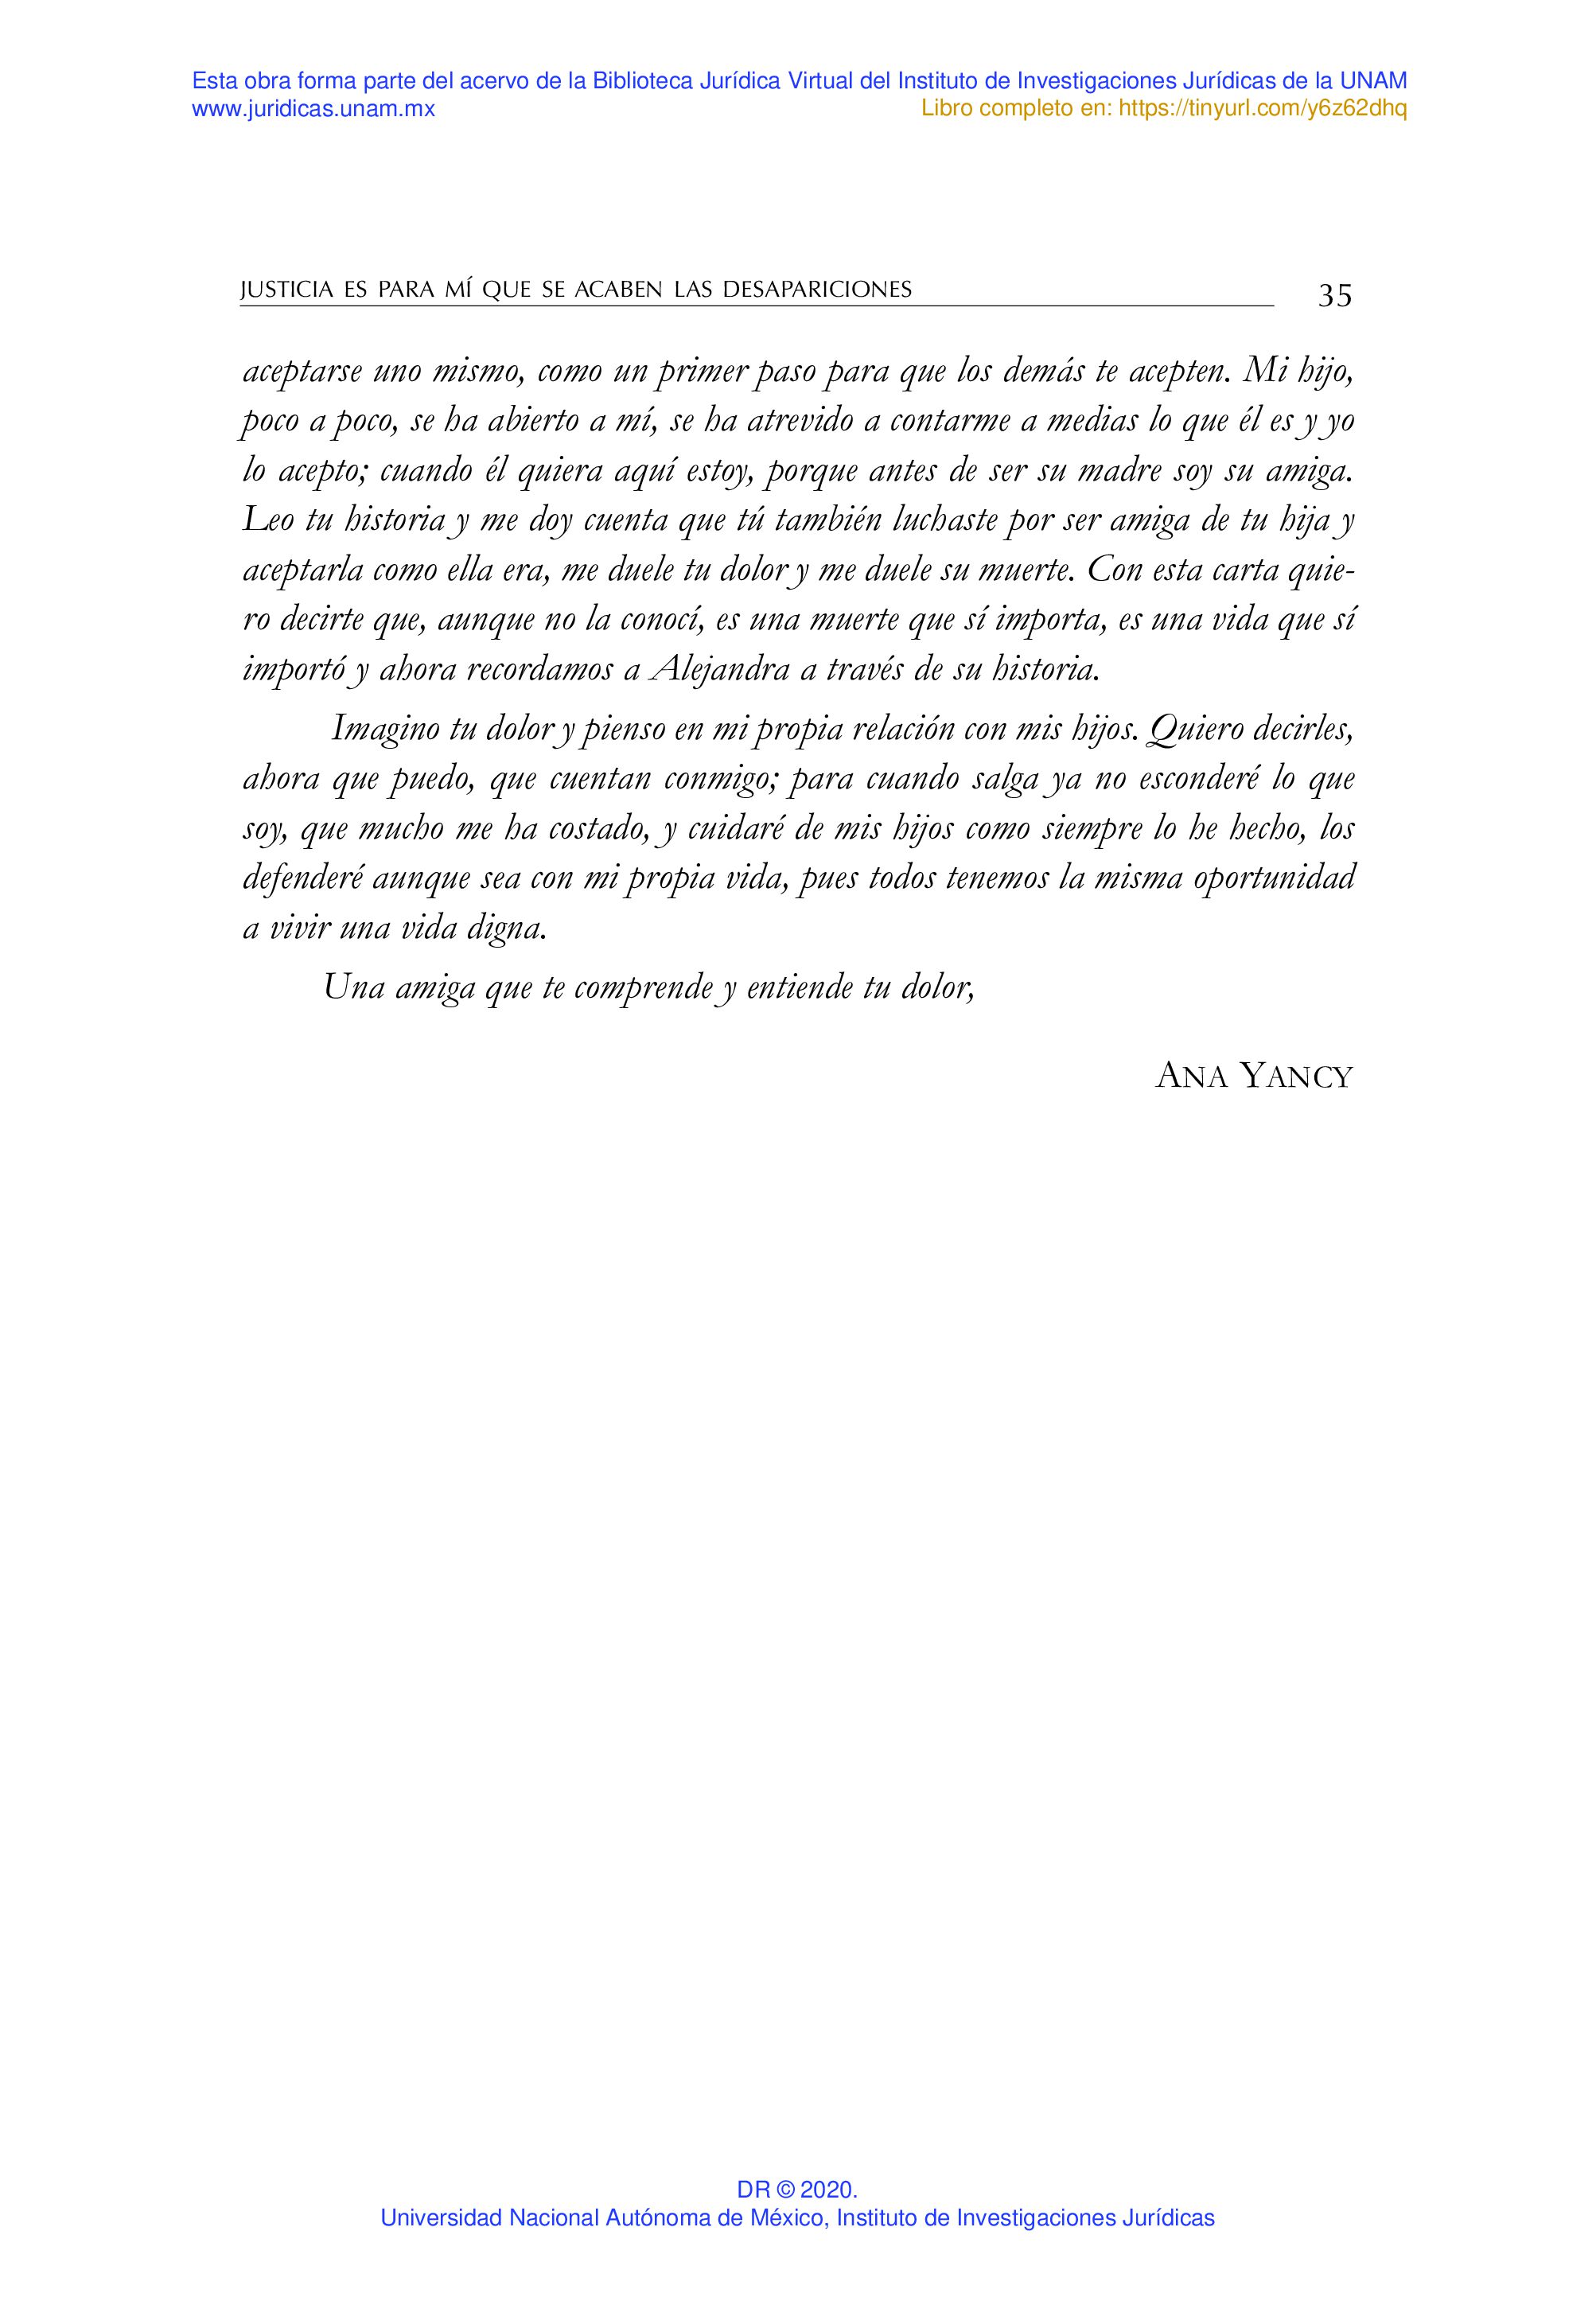 Esta obra forma parte del acervo de la Biblioteca Jurídica Virtual del Instituto de Investigaciones Jurídicas de la UNAM
www.juridicas.unam.mx
Libro completo en: https://tinyurl.com/y6z62dhq
JUSTICIA ES PARA MÍ QUE SE ACABEN LAS DESAPARICIONES
35
aceptarse uno mismo, como un primer paso para que los demás te acepten. Mi hijo,
poco a poco, se ha abierto a mí, se ha atrevido a contarme a medias lo que él es y yo
lo acepto; cuando él quiera aquí estoy, porque antes de ser su madre soy su amiga.
Leo tu historia y me doy cuenta que tú también luchaste por ser amiga de tu hija y
aceptarla como ella era, me duele tu dolor y me duele su muerte. Con esta carta quie-
ro decirte que, aunque no la conocí, es una muerte que sí importa, es una vida que sí
importó y ahora recordamos a Alejandra a través de su historia.
Imagino tu dolor y pienso en mi propia relación con mis hijos. Quiero decirles,
ahora que puedo, que cuentan conmigo; para cuando salga ya no esconderé lo que
soy, que mucho me ha costado, y cuidaré de mis hijos como siempre lo he hecho, los
defenderé aunque sea con mi propia vida, pues todos tenemos la misma oportunidad
a vivir una vida digna.
Una amiga que te comprende y entiende tu dolor,
ANA YANCY
DR © 2020.
Universidad Nacional Autónoma de México, Instituto de Investigaciones Jurídicas